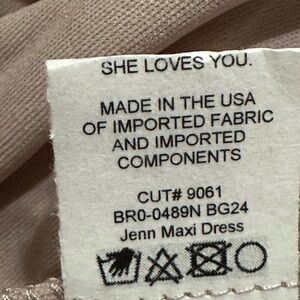 SHE LOVES YOU.
MADE IN THE USA
OF IMPORTED FABRIC
AND IMPORTED
COMPONENTS
CUT# 9061
BR0-0489N BG24
Jenn Maxi Dress